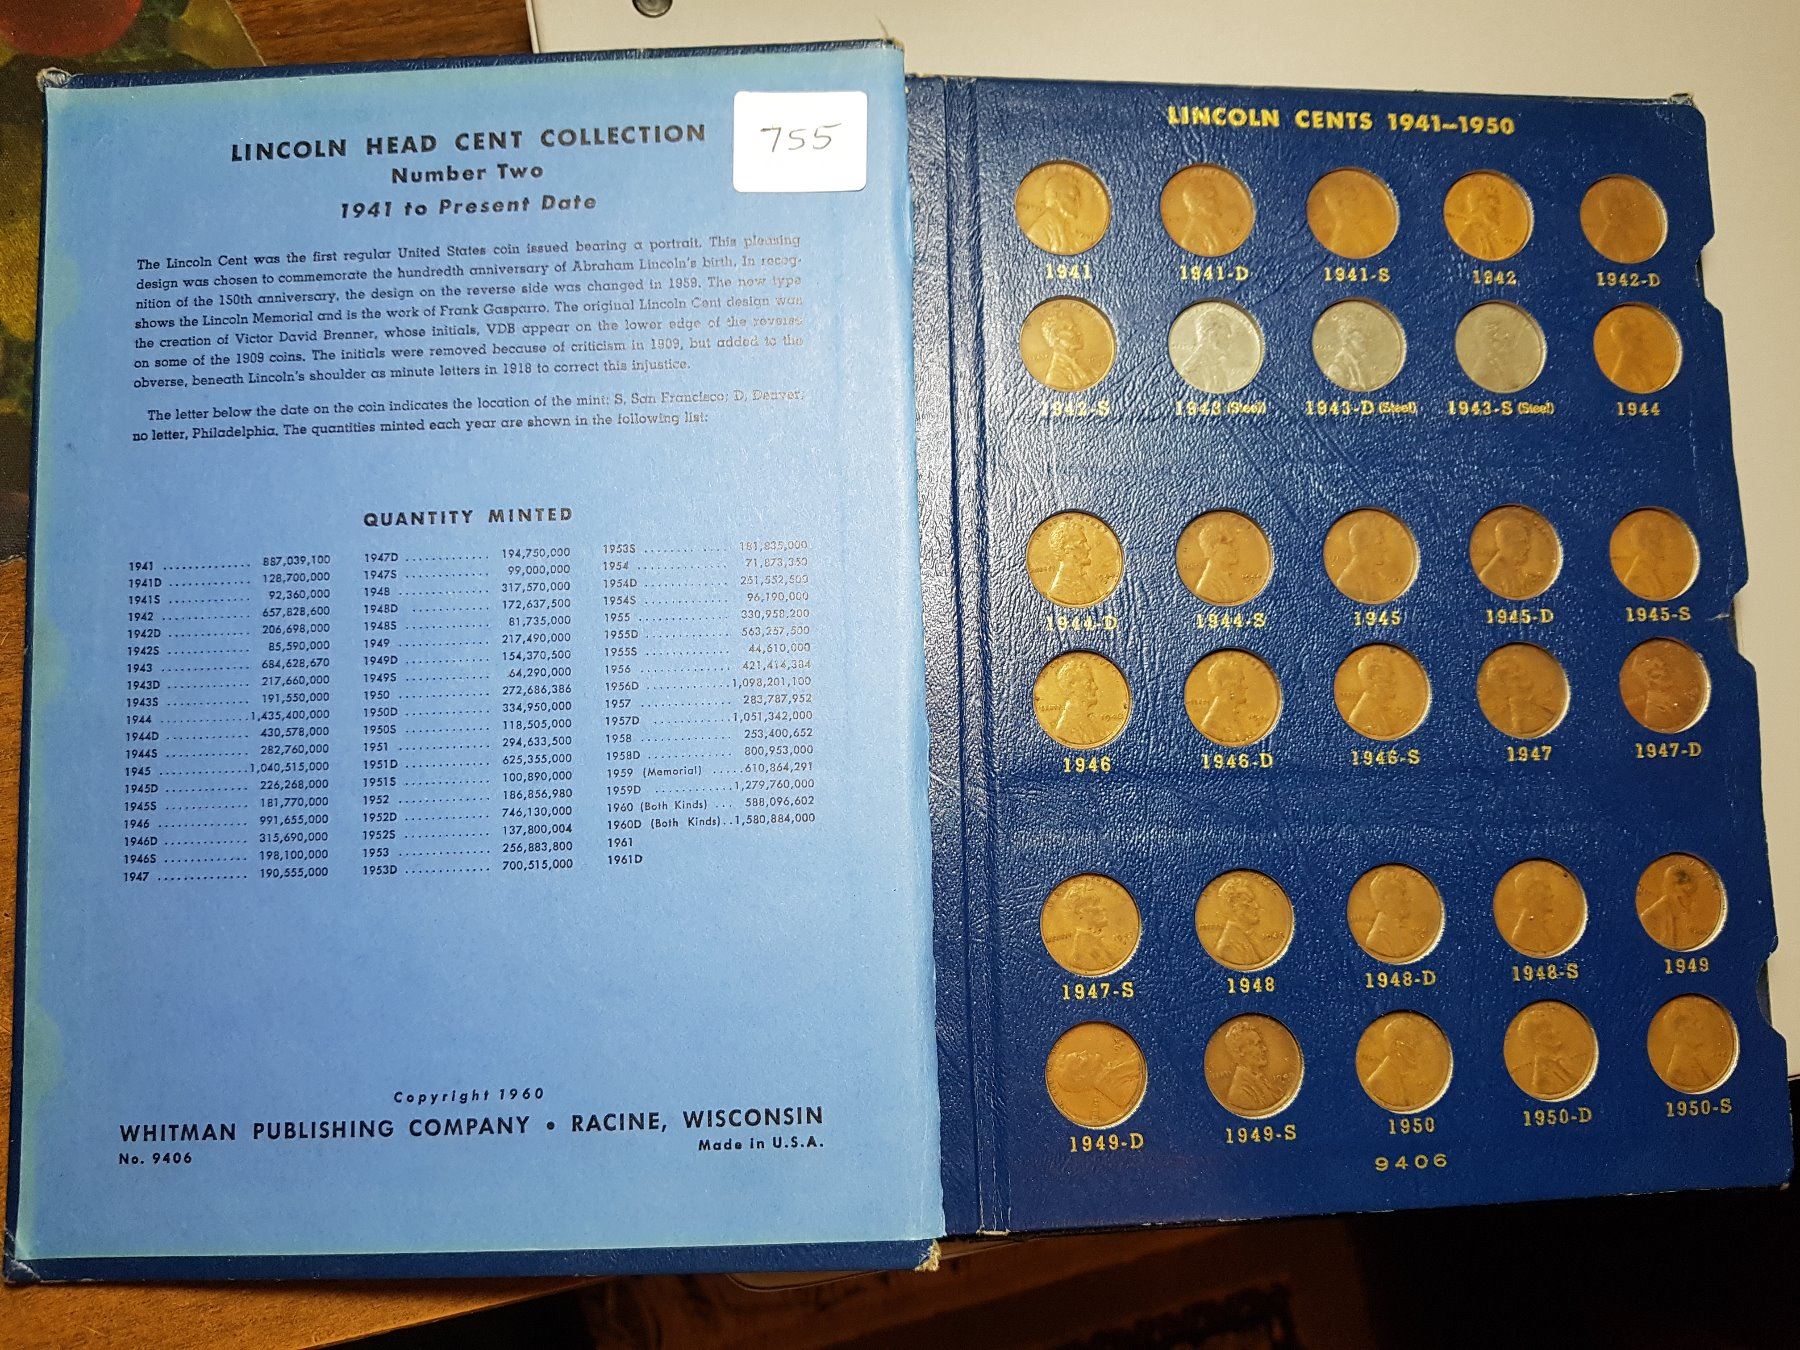 LINCOLN HEAD CENT COLLECTION
Number Two
1941 to Present Date
755
The Lincoln Cent was the first regular United States coin issued bearing a portrait. This pleasing
design was chosen to commemorate the hundredth anniversary of Abraham Lincoln's birth. In recog-
nition of the 150th anniversary, the design on the reverse side was changed in 1959. The new type
shows the Lincoln Memorial and is the work of Frank Gasparro. The original Lincoln Cent design was
the creation of Victor David Brenner, whose initials, VDB appear on the lower edge of the reverse
on some of the 1909 coins. The initials were removed because of criticism in 1909, but added to the
obverse, beneath Lincoln's shoulder as minute letters in 1918 to correct this injustice.
The letter below the date on the coin indicates the location of the mint: S, San Francisco; D, Denver;
no letter, Philadelphia. The quantities minted each year are shown in the following list:
QUANTITY MINTED
1941 ............. 887,039,100
1941D ............ 128,700,000
1941S ............ 92,360,000
1942 ............. 657,828,600
1942D ............ 206,698,000
1942S ............ 85,590,000
1943 ............. 684,628,670
1943D ............ 217,660,000
1943S ............ 191,550,000
1944 .............1,435,400,000
1944D ............ 430,578,000
1944S ............ 282,760,000
1945 .............1,040,515,000
1945D ............ 226,268,000
1945S ............ 181,770,000
1946 ............. 991,655,000
1946D ............ 315,690,000
1946S ............ 198,100,000
1947 ............. 190,555,000
1947D ............ 194,750,000
1947S ............ 99,000,000
1948 ............. 317,570,000
1948D ............ 172,637,500
1948S ............ 81,735,000
1949 ............. 217,490,000
1949D ............ 154,370,500
1949S ............ 64,290,000
1950 ............. 272,686,386
1950D ............ 334,950,000
1950S ............ 118,505,000
1951 ............. 294,633,500
1951D ............ 625,355,000
1951S ............ 100,890,000
1952 ............. 186,856,980
1952D ............ 746,130,000
1952S ............ 137,800,004
1953 ............. 256,883,800
1953D ............ 700,515,000
1953S ............ 181,835,000
1954 ............. 71,873,350
1954D ............ 251,552,500
1954S ............ 96,190,000
1955 ............. 330,958,200
1955D ............ 563,257,500
1955S ............ 44,610,000
1956 ............. 421,414,384
1956D ............1,098,201,100
1957 ............. 283,787,952
1957D ............1,051,342,000
1958 ............. 253,400,652
1958D ............ 800,953,000
1959 (Memorial) .....610,864,291
1959D ............1,279,760,000
1960 (Both Kinds) ... 588,096,602
1960D (Both Kinds)..1,580,884,000
1961
1961D
Copyright 1960
WHITMAN PUBLISHING COMPANY • RACINE, WISCONSIN
No. 9406
Made in U.S.A.
LINCOLN CENTS 1941-1950
1941 1941-D 1941-S 1942 1942-D
1942-S 1943 (Steel) 1943-D (Steel) 1943-S (Steel) 1944
1944-D 1944-S 1945 1945-D 1945-S
1946 1946-D 1946-S 1947 1947-D
1947-S 1948 1948-D 1948-S 1949
1949-D 1949-S 1950 1950-D 1950-S
9406